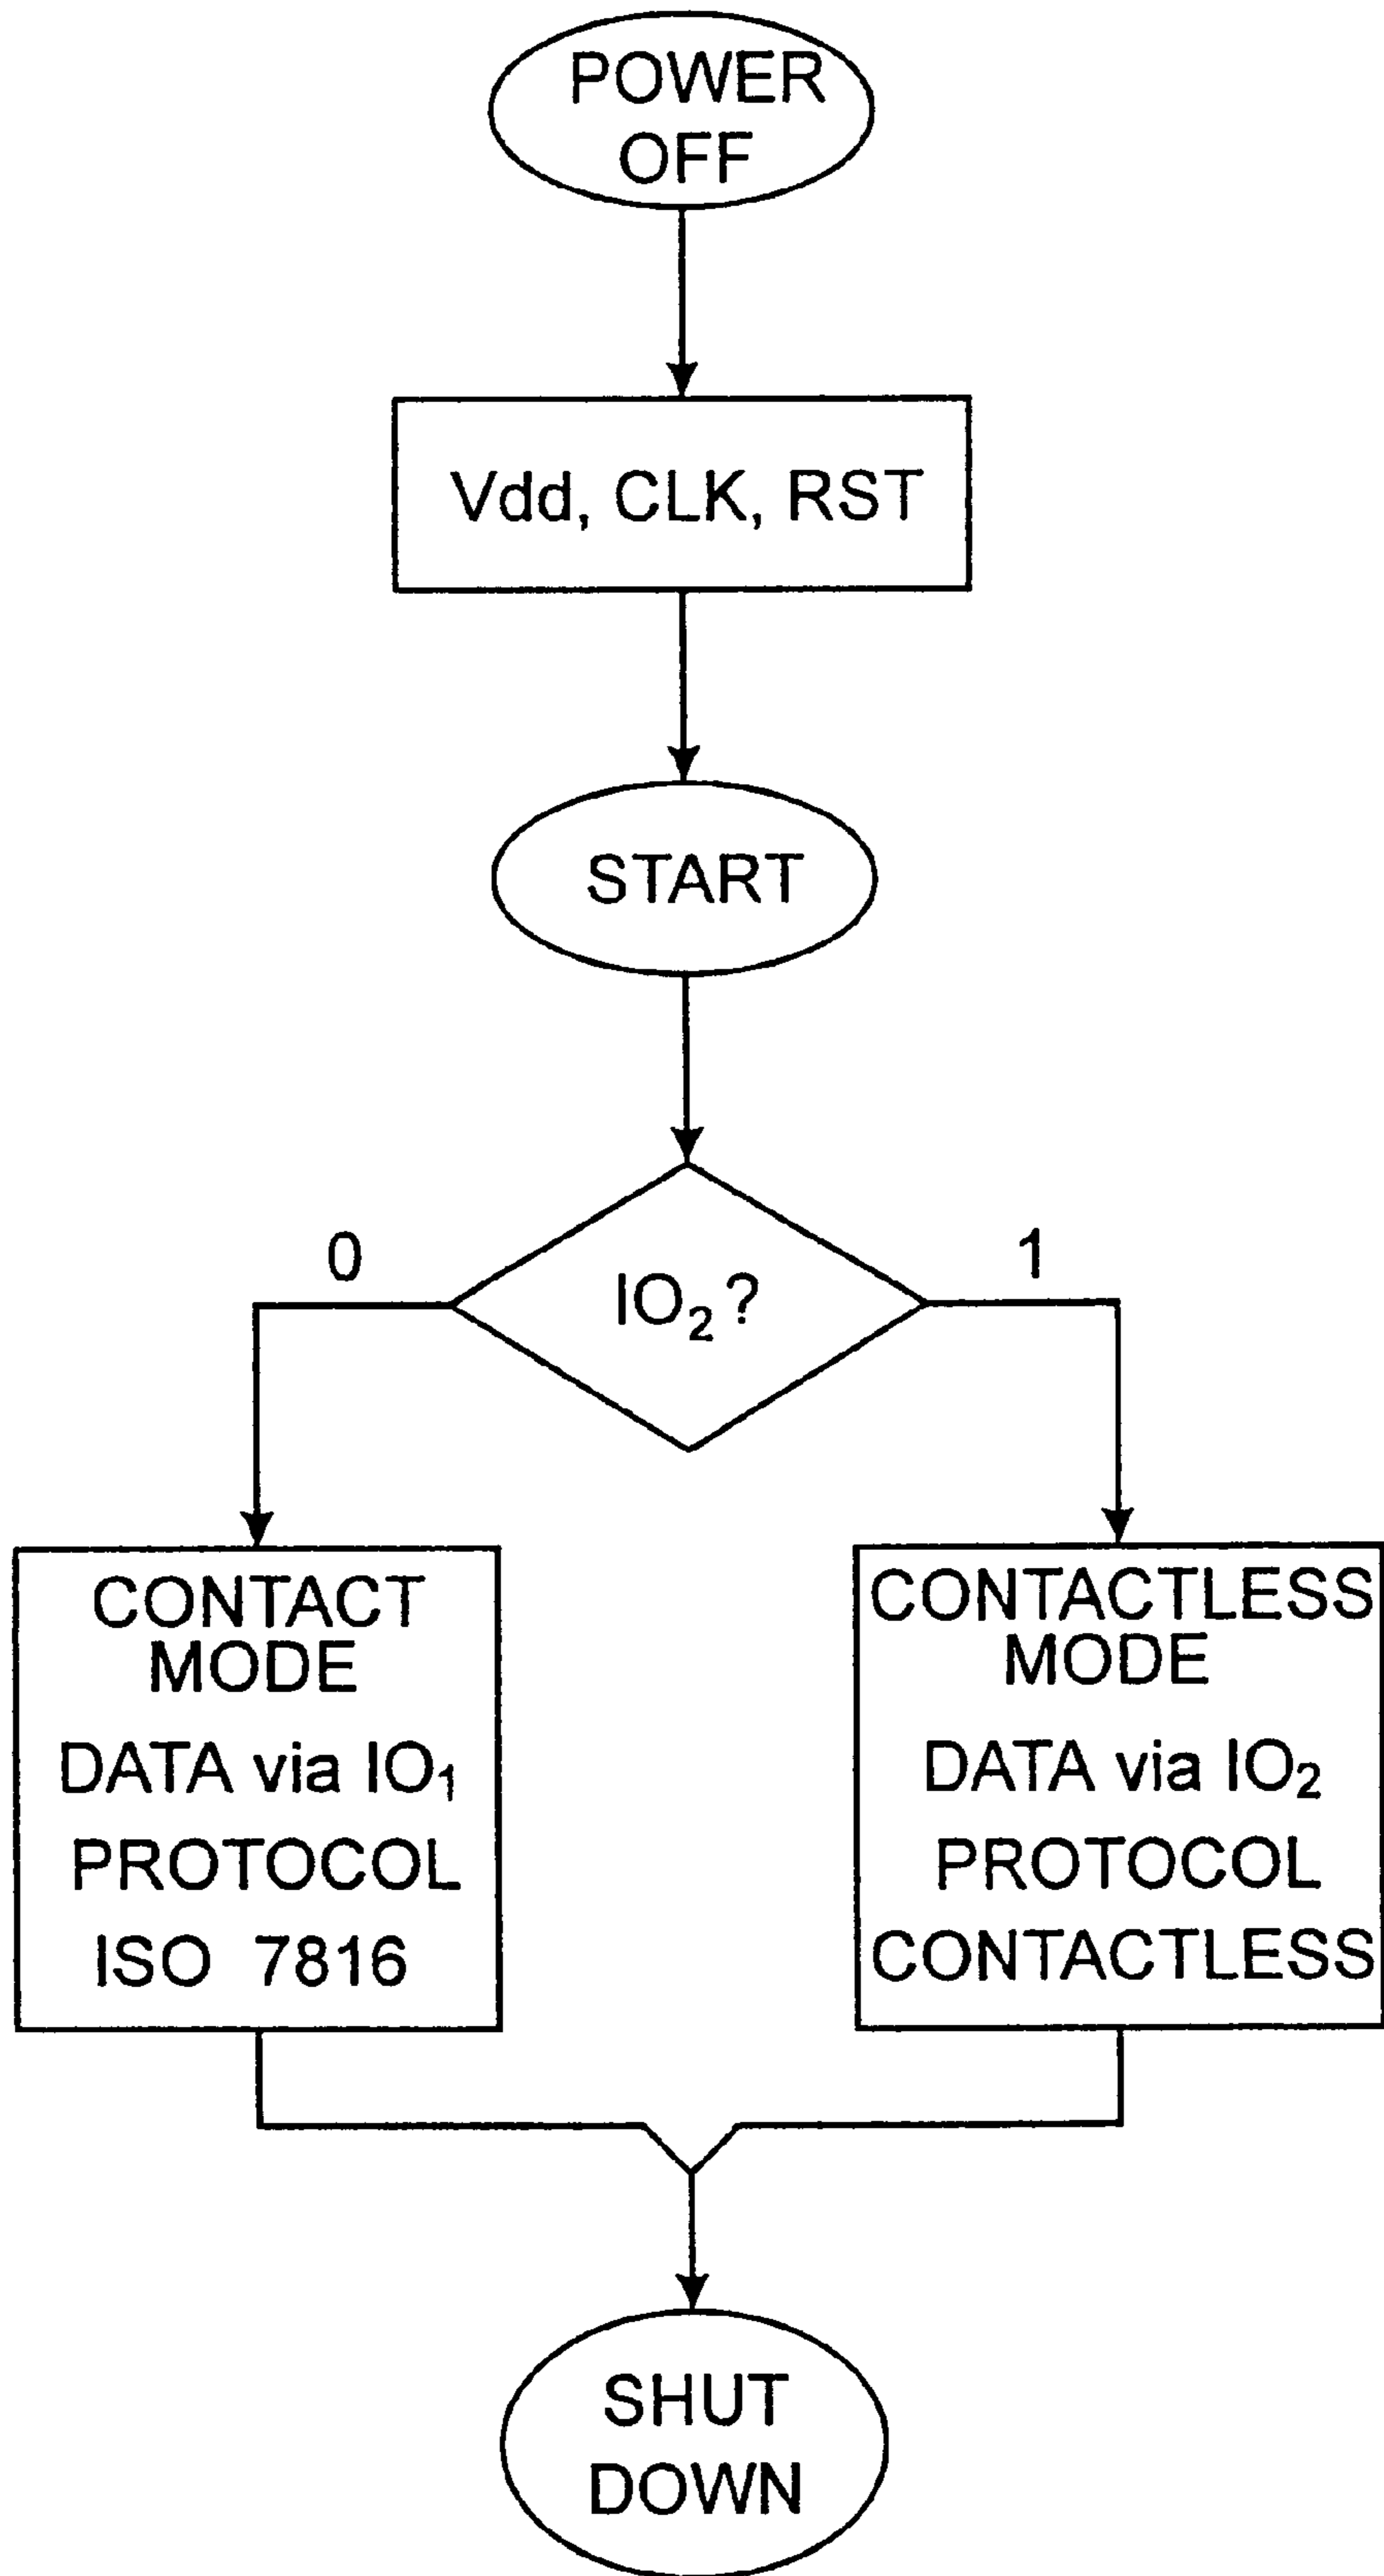 POWER
OFF
Vdd, CLK, RST
START
0
IO₂?
1
CONTACT
MODE
DATA via IO₁
PROTOCOL
ISO 7816
CONTACTLESS
MODE
DATA via IO₂
PROTOCOL
CONTACTLESS
SHUT
DOWN